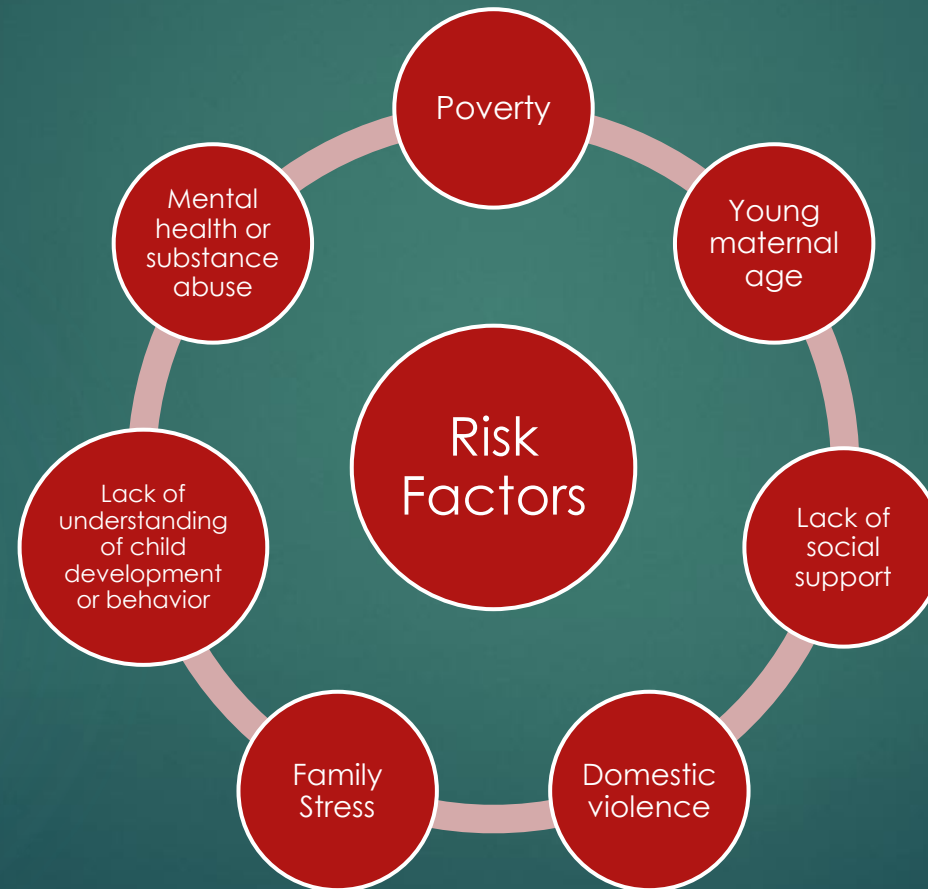 Poverty
Young
maternal
age
Lack of
social
support
Domestic
violence
Family
Stress
Lack of
understanding
of child
development
or behavior
Mental
health or
substance
abuse
Risk
Factors